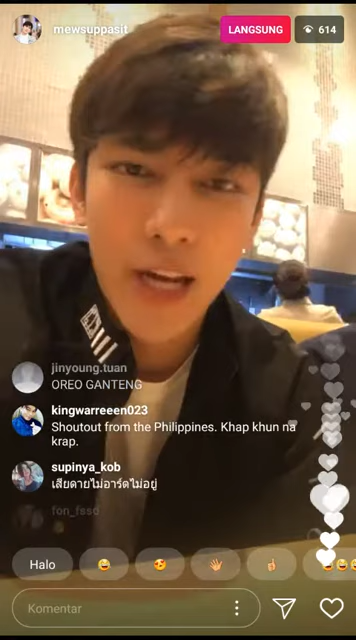 mewsuppasit
LANGSUNG
614
jinyoung.tuan
OREO GANTENG
kingwarreeen023
Shoutout from the Philippines. Khap khun na
krap.
supinya_kob
เสียดายไม่อาร์ดไม่อยู่
fon_fsso
Halo
Komentar